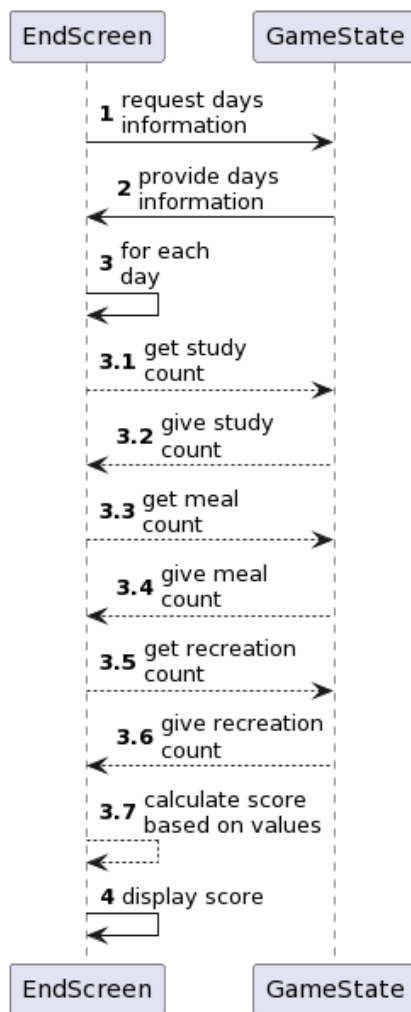 EndScreen GameState
1 request days
information
2 provide days
information
3 for each
day
3.1 get study
count
3.2 give study
count
3.3 get meal
count
3.4 give meal
count
3.5 get recreation
count
3.6 give recreation
count
3.7 calculate score
based on values
4 display score
EndScreen GameState